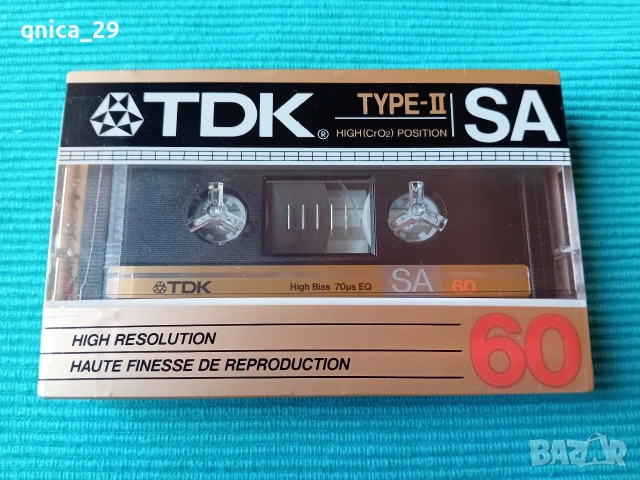 qnica_29
TDK® TYPE-II SA
HIGH (CrO2) POSITION
TDK High Bias 70µs EQ SA 60
HIGH RESOLUTION
HAUTE FINESSE DE REPRODUCTION
60
BAZAR